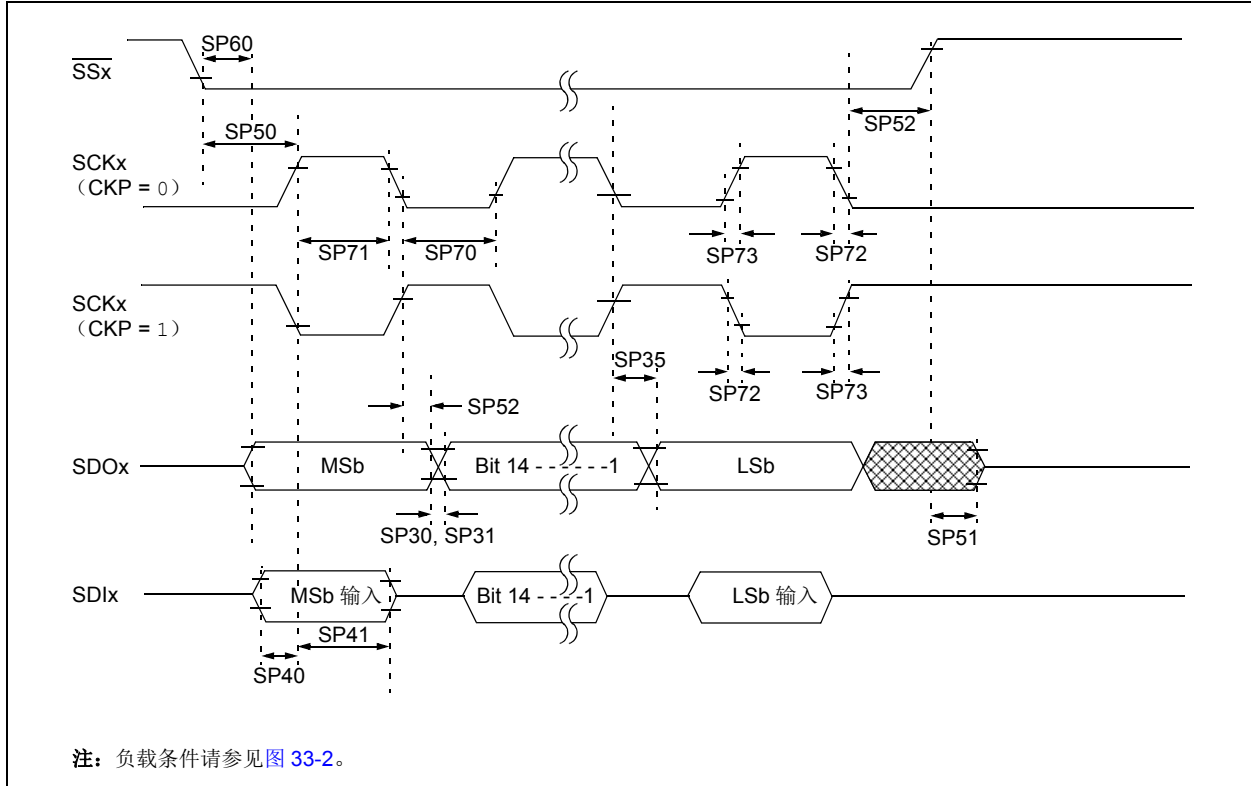 SP60
SSx
SP50
SP52
SCKx
（CKP = 0）
SP71
SP70
SP73
SP72
SCKx
（CKP = 1）
SP35
SP72
SP73
SP52
SDOx
MSb
Bit 14 - - - - - -1
LSb
SP30, SP31
SP51
SDIx
MSb 输入
Bit 14 - - - -1
LSb 输入
SP41
SP40
注：负载条件请参见图 33-2。